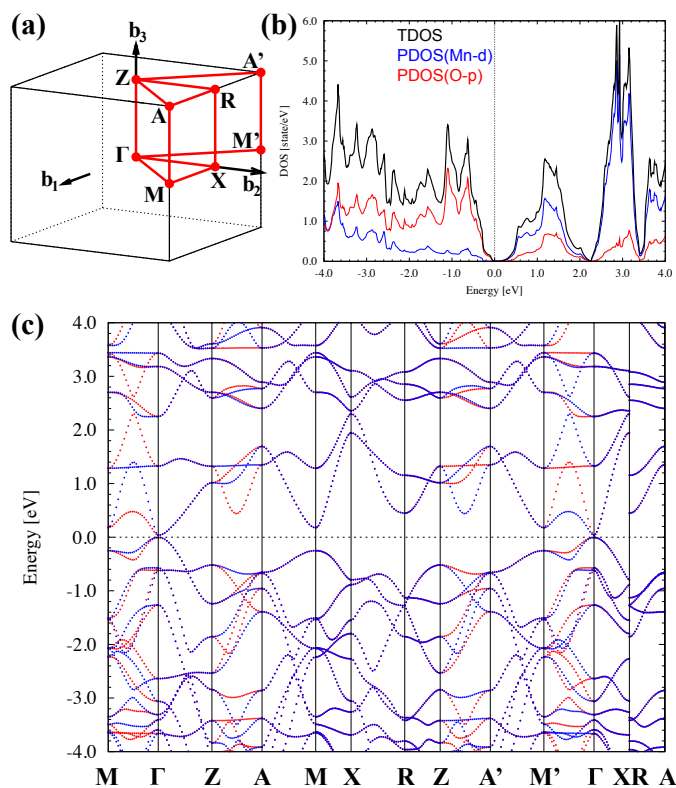 (a)
b3
Z
A'
R
A
Γ
M'
X
M
b1
b2
(b)
TDOS
PDOS(Mn-d)
PDOS(O-p)
DOS [state/eV]
6.0
5.0
4.0
3.0
2.0
1.0
0.0
-4.0 -3.0 -2.0 -1.0 0.0 1.0 2.0 3.0 4.0
Energy [eV]
(c)
Energy [eV]
4.0
3.0
2.0
1.0
0.0
-1.0
-2.0
-3.0
-4.0
M Γ Z A M X R Z A' M' Γ X R A